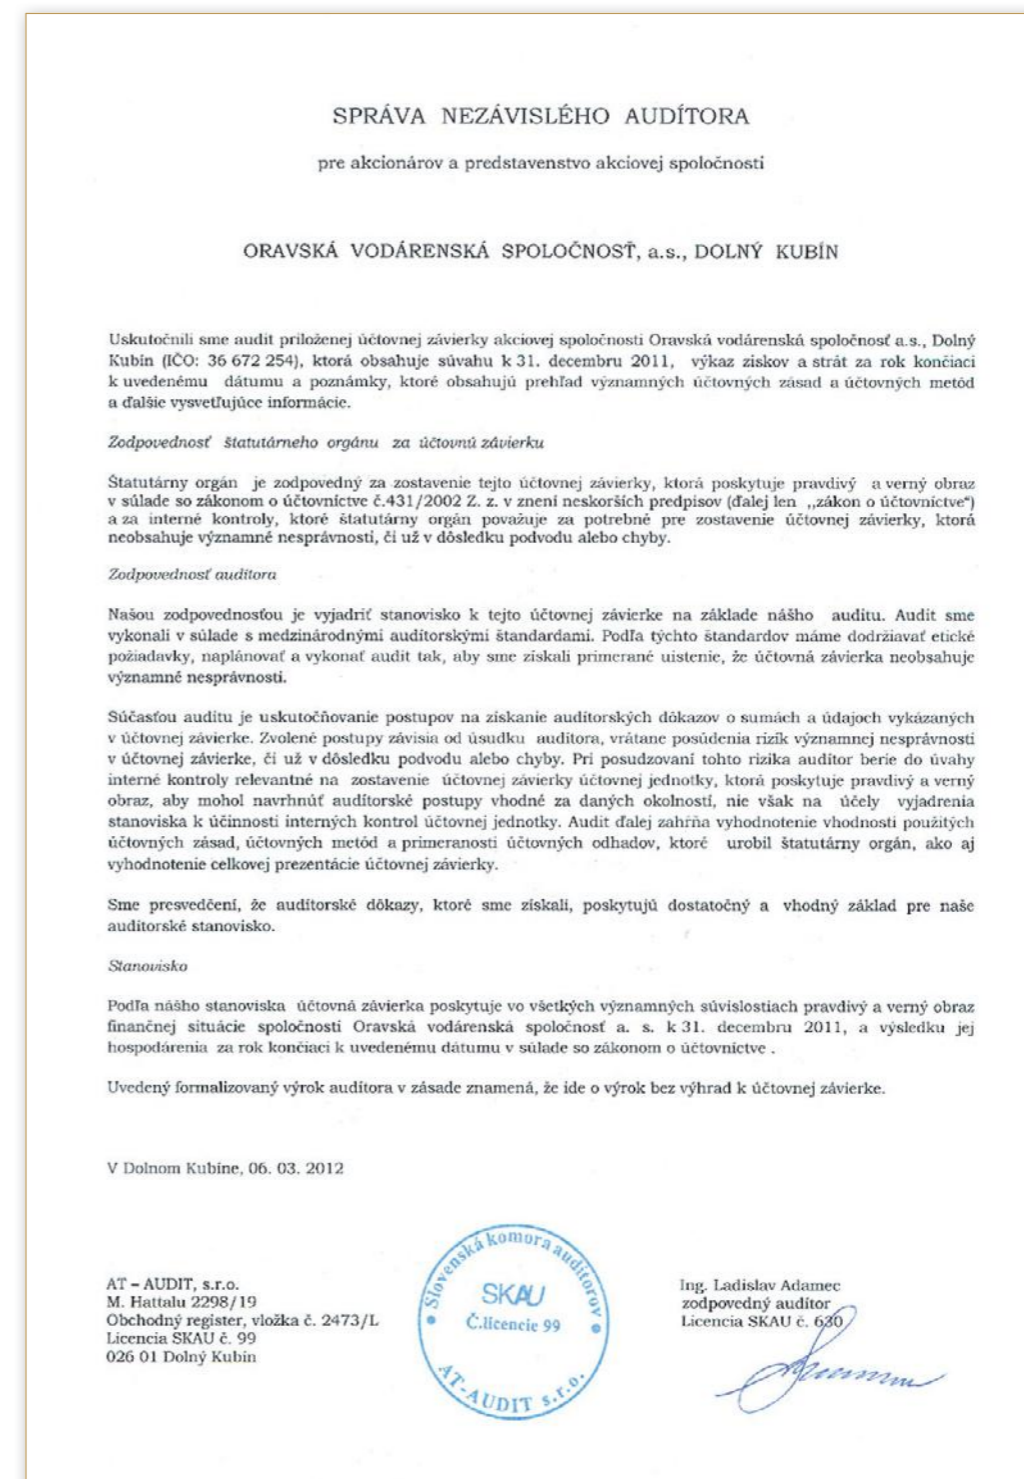 SPRÁVA NEZÁVISLÉHO AUDÍTORA
pre akcionárov a predstavenstvo akciovej spoločnosti
ORAVSKÁ VODÁRENSKÁ SPOLOČNOSŤ, a.s., DOLNÝ KUBÍN
Uskutočnili sme audit priloženej účtovnej závierky akciovej spoločnosti Oravská vodárenská spoločnosť a.s., Dolný
Kubín (IČO: 36 672 254), ktorá obsahuje súvahu k 31. decembru 2011, výkaz ziskov a strát za rok končiaci
k uvedenému dátumu a poznámky, ktoré obsahujú prehľad významných účtovných zásad a účtovných metód
a ďalšie vysvetľujúce informácie.
Zodpovednosť štatutárneho orgánu za účtovnú závierku
Štatutárny orgán je zodpovedný za zostavenie tejto účtovnej závierky, ktorá poskytuje pravdivý a verný obraz
v súlade so zákonom o účtovníctve č.431/2002 Z. z. v znení neskorších predpisov (ďalej len ,,zákon o účtovníctve")
a za interné kontroly, ktoré štatutárny orgán považuje za potrebné pre zostavenie účtovnej závierky, ktorá
neobsahuje významné nesprávnosti, či už v dôsledku podvodu alebo chyby.
Zodpovednosť audítora
Našou zodpovednosťou je vyjadriť stanovisko k tejto účtovnej závierke na základe nášho auditu. Audit sme
vykonali v súlade s medzinárodnými audítorskými štandardami. Podľa týchto štandardov máme dodržiavať etické
požiadavky, naplánovať a vykonať audit tak, aby sme získali primerané uistenie, že účtovná závierka neobsahuje
významné nesprávnosti.
Súčasťou auditu je uskutočňovanie postupov na získanie audítorských dôkazov o sumách a údajoch vykázaných
v účtovnej závierke. Zvolené postupy závisia od úsudku audítora, vrátane posúdenia rizík významnej nesprávnosti
v účtovnej závierke, či už v dôsledku podvodu alebo chyby. Pri posudzovaní tohto rizika audítor berie do úvahy
interné kontroly relevantné na zostavenie účtovnej závierky účtovnej jednotky, ktorá poskytuje pravdivý a verný
obraz, aby mohol navrhnúť audítorské postupy vhodné za daných okolností, nie však na účely vyjadrenia
stanoviska k účinnosti interných kontrol účtovnej jednotky. Audit ďalej zahŕňa vyhodnotenie vhodnosti použitých
účtovných zásad, účtovných metód a primeranosti účtovných odhadov, ktoré urobil štatutárny orgán, ako aj
vyhodnotenie celkovej prezentácie účtovnej závierky.
Sme presvedčení, že audítorské dôkazy, ktoré sme získali, poskytujú dostatočný a vhodný základ pre naše
audítorské stanovisko.
Stanovisko
Podľa nášho stanoviska účtovná závierka poskytuje vo všetkých významných súvislostiach pravdivý a verný obraz
finančnej situácie spoločnosti Oravská vodárenská spoločnosť a. s. k 31. decembru 2011, a výsledku jej
hospodárenia za rok končiaci k uvedenému dátumu v súlade so zákonom o účtovníctve .
Uvedený formalizovaný výrok audítora v zásade znamená, že ide o výrok bez výhrad k účtovnej závierke.
V Dolnom Kubíne, 06. 03. 2012
AT – AUDIT, s.r.o.
M. Hattalu 2298/19
Obchodný register, vložka č. 2473/L
Licencia SKAU č. 99
026 01 Dolný Kubín
Slovenská komora audítorov
SKAU
Č.licencie 99
AT-AUDIT s.r.o.
Ing. Ladislav Adamec
zodpovedný audítor
Licencia SKAU č. 630